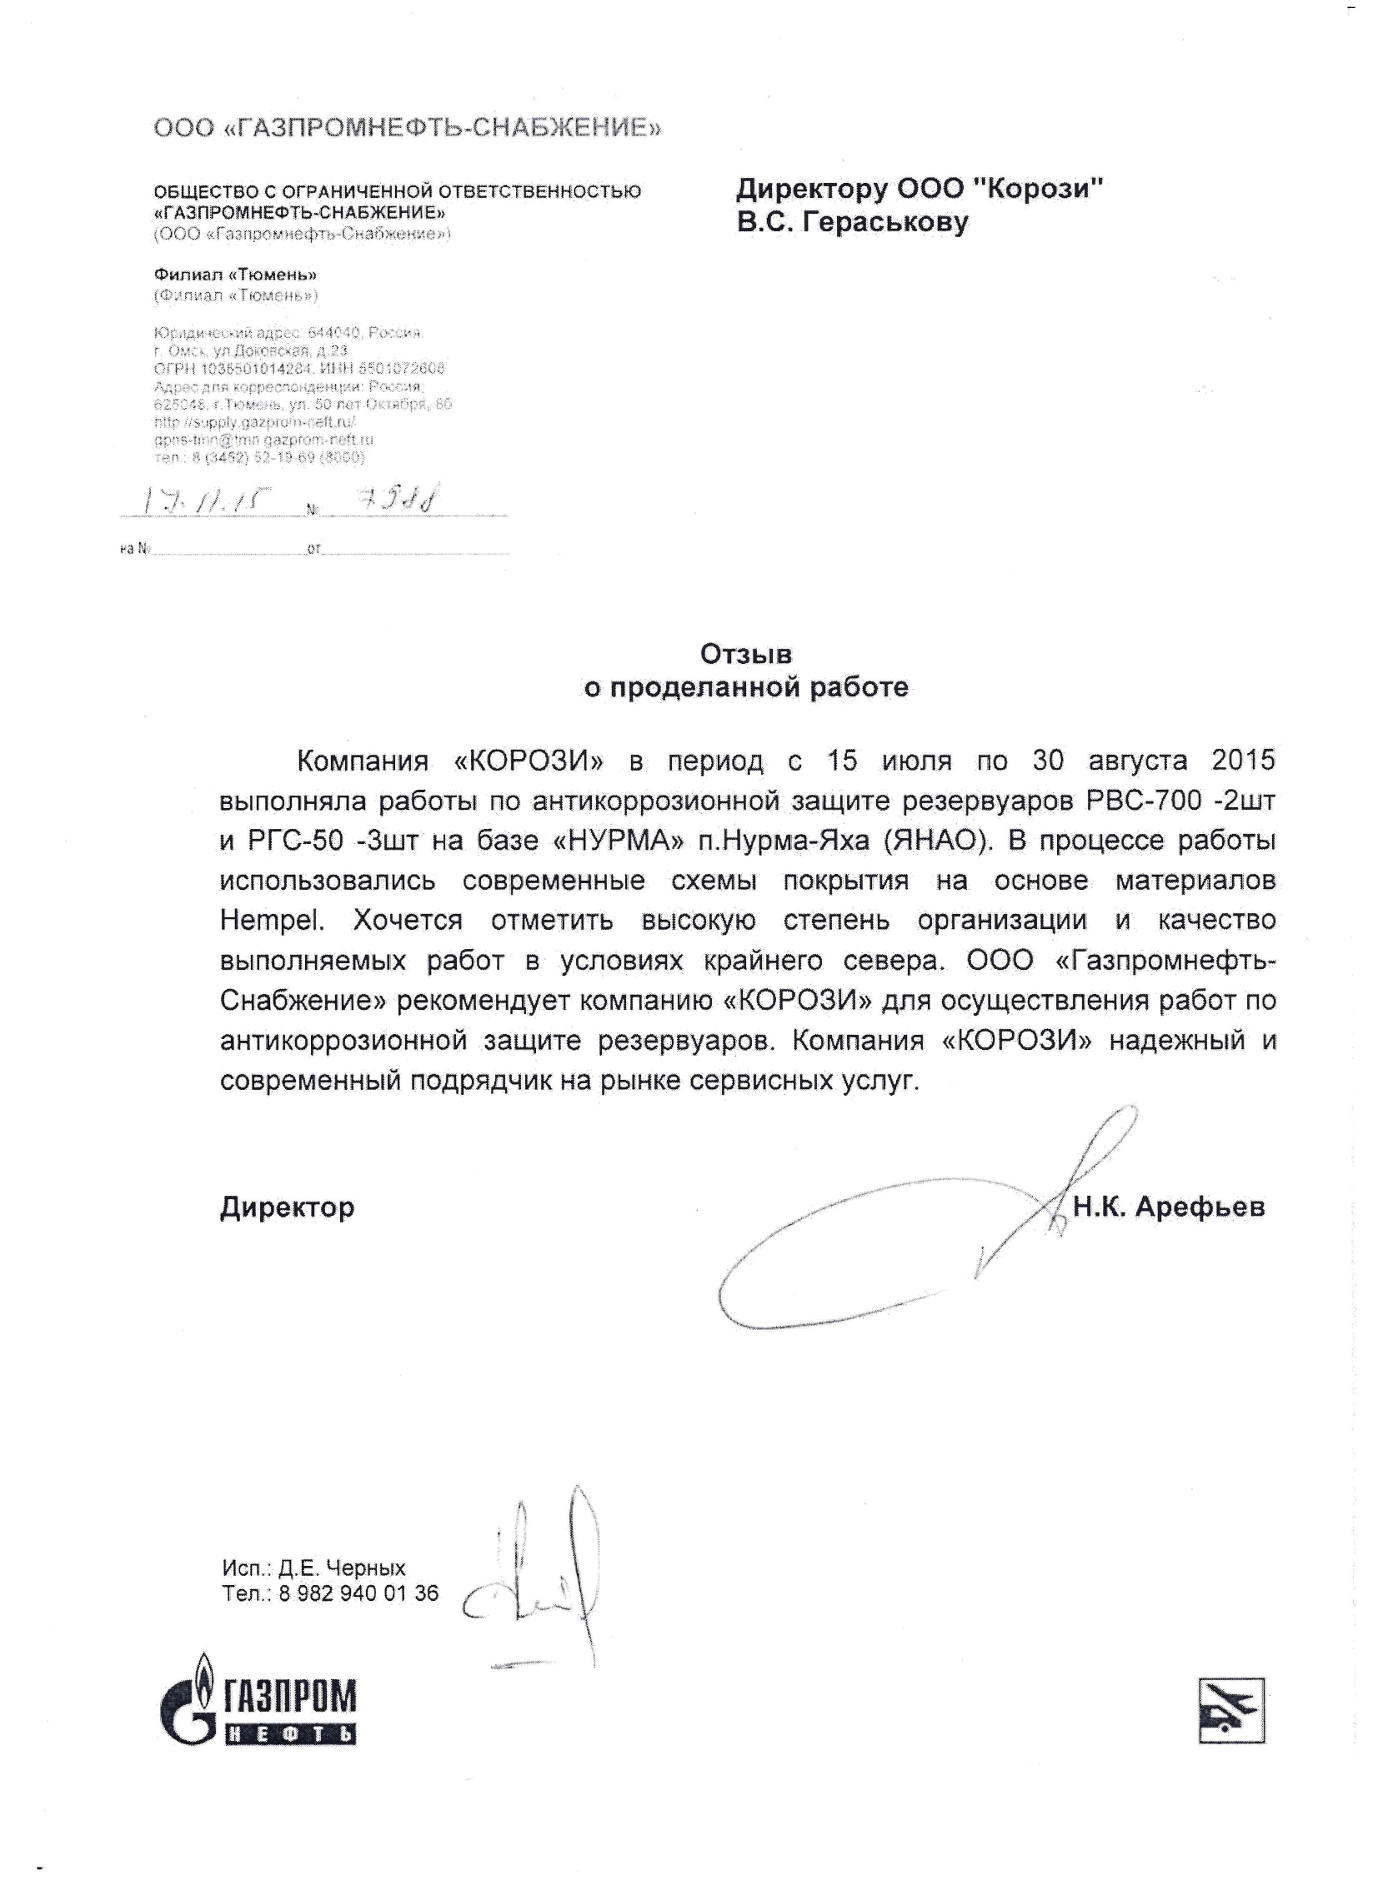 ООО «ГАЗПРОМНЕФТЬ-СНАБЖЕНИЕ»
ОБЩЕСТВО С ОГРАНИЧЕННОЙ ОТВЕТСТВЕННОСТЬЮ
«ГАЗПРОМНЕФТЬ-СНАБЖЕНИЕ»
(ООО «Газпромнефть-Снабжение»)
Филиал «Тюмень»
(Филиал «Тюмень»)
Юридический адрес: 644040, Россия,
г. Омск, ул Доковская, д.23
ОГРН 1035501014284, ИНН 5501072608
Адрес для корреспонденции: Россия,
625048, г.Тюмень, ул. 50 лет Октября,
http://supply.gazprom-neft.ru/
gpns-tmn@tmn.gazprom-neft.ru
тел.: 8 (3452) 52-19-69 (8000)
17.11.15 № 7988
на № от
Директору ООО "Корози"
В.С. Гераськову
Отзыв
о проделанной работе
Компания «КОРОЗИ» в период с 15 июля по 30 августа 2015
выполняла работы по антикоррозионной защите резервуаров РВС-700 -2шт
и РГС-50 -3шт на базе «НУРМА» п.Нурма-Яха (ЯНАО). В процессе работы
использовались современные схемы покрытия на основе материалов
Hempel. Хочется отметить высокую степень организации и качество
выполняемых работ в условиях крайнего севера. ООО «Газпромнефть-
Снабжение» рекомендует компанию «КОРОЗИ» для осуществления работ по
антикоррозионной защите резервуаров. Компания «КОРОЗИ» надежный и
современный подрядчик на рынке сервисных услуг.
Директор Н.К. Арефьев
Исп.: Д.Е. Черных
Тел.: 8 982 940 01 36
ГАЗПРОМ
НЕФТЬ